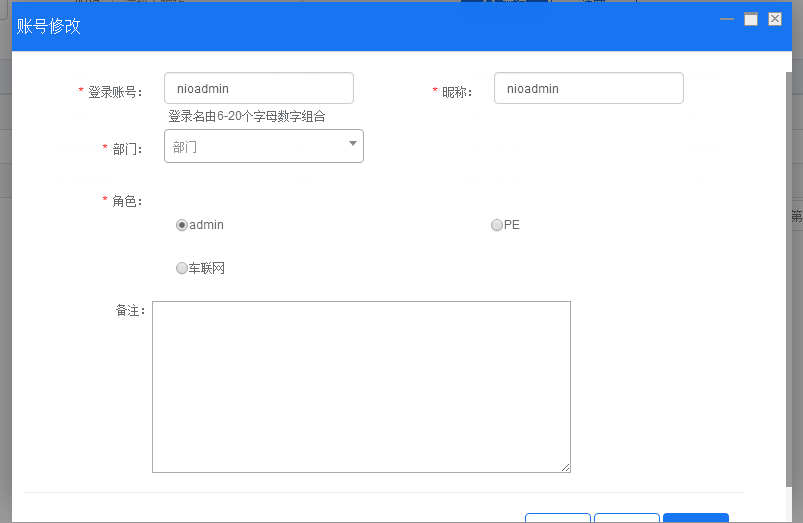 账号修改
* 登录账号： nioadmin * 昵称： nioadmin
登录名由6-20个字母数字组合
* 部门： 部门
* 角色：
admin PE
车联网
备注：
第